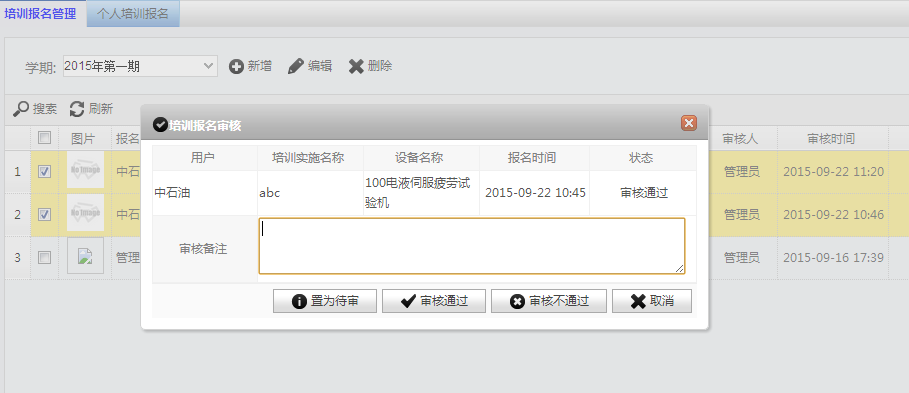 培训报名管理 个人培训报名
学期: 2015年第一期 新增 编辑 删除
搜索 刷新
培训报名审核
图片 报名 审核人 审核时间
用户 培训实施名称 设备名称 报名时间 状态
1 No Image 中石 管理员 2015-09-22 11:20
中石油 abc 100电液伺服疲劳试
验机 2015-09-22 10:45 审核通过
2 No Image 中石 管理员 2015-09-22 10:46
审核备注
3 管理 管理员 2015-09-16 17:39
置为待审 审核通过 审核不通过 取消